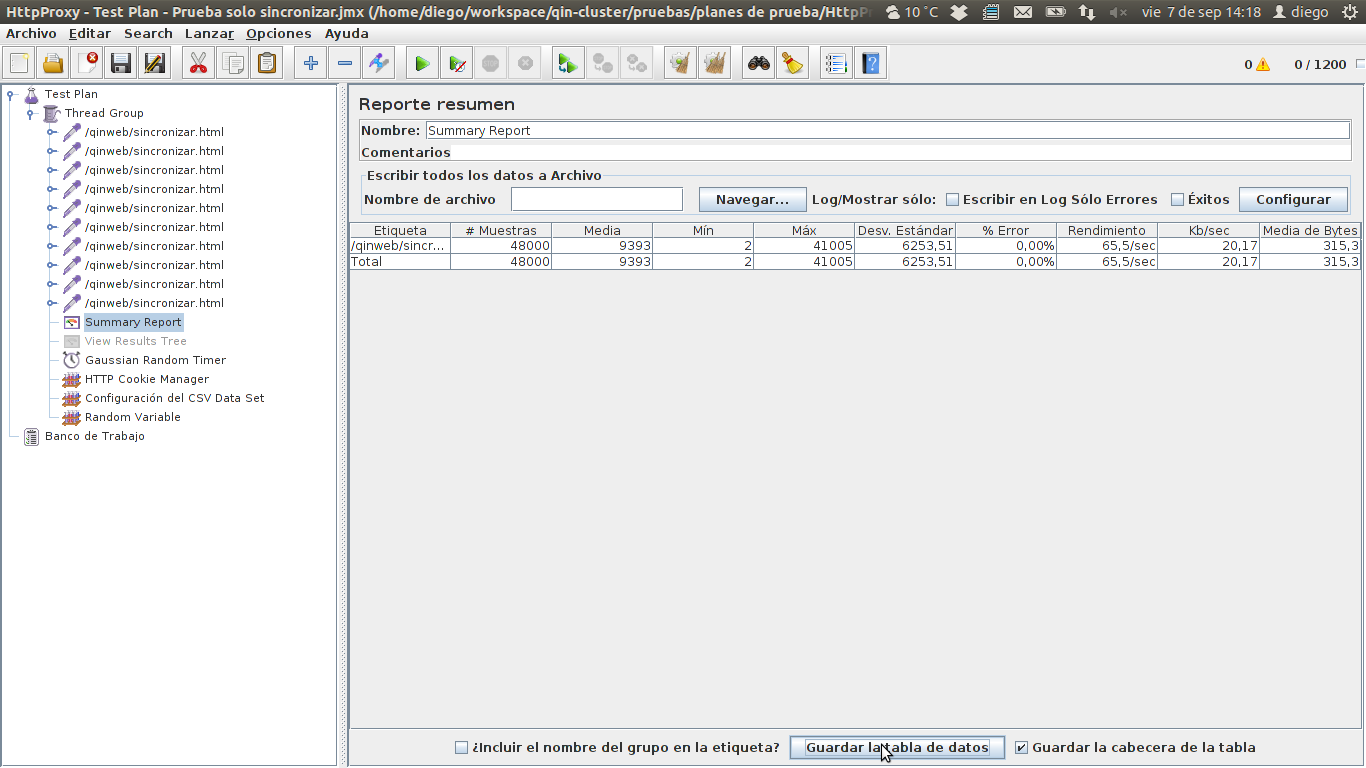 HttpProxy - Test Plan - Prueba solo sincronizar.jmx (/home/diego/workspace/qin-cluster/pruebas/planes de prueba/HttpP 10 °C vie 7 de sep 14:18 diego
Archivo Editar Search Lanzar Opciones Ayuda
0 0 / 1200
Test Plan
Thread Group
/qinweb/sincronizar.html
/qinweb/sincronizar.html
/qinweb/sincronizar.html
/qinweb/sincronizar.html
/qinweb/sincronizar.html
/qinweb/sincronizar.html
/qinweb/sincronizar.html
/qinweb/sincronizar.html
/qinweb/sincronizar.html
/qinweb/sincronizar.html
Summary Report
View Results Tree
Gaussian Random Timer
HTTP Cookie Manager
Configuración del CSV Data Set
Random Variable
Banco de Trabajo
Reporte resumen
Nombre: Summary Report
Comentarios
Escribir todos los datos a Archivo
Nombre de archivo Navegar... Log/Mostrar sólo: Escribir en Log Sólo Errores Éxitos Configurar
Etiqueta # Muestras Media Mín Máx Desv. Estándar % Error Rendimiento Kb/sec Media de Bytes
/qinweb/sincr... 48000 9393 2 41005 6253,51 0,00% 65,5/sec 20,17 315,3
Total 48000 9393 2 41005 6253,51 0,00% 65,5/sec 20,17 315,3
¿Incluir el nombre del grupo en la etiqueta? Guardar la tabla de datos Guardar la cabecera de la tabla